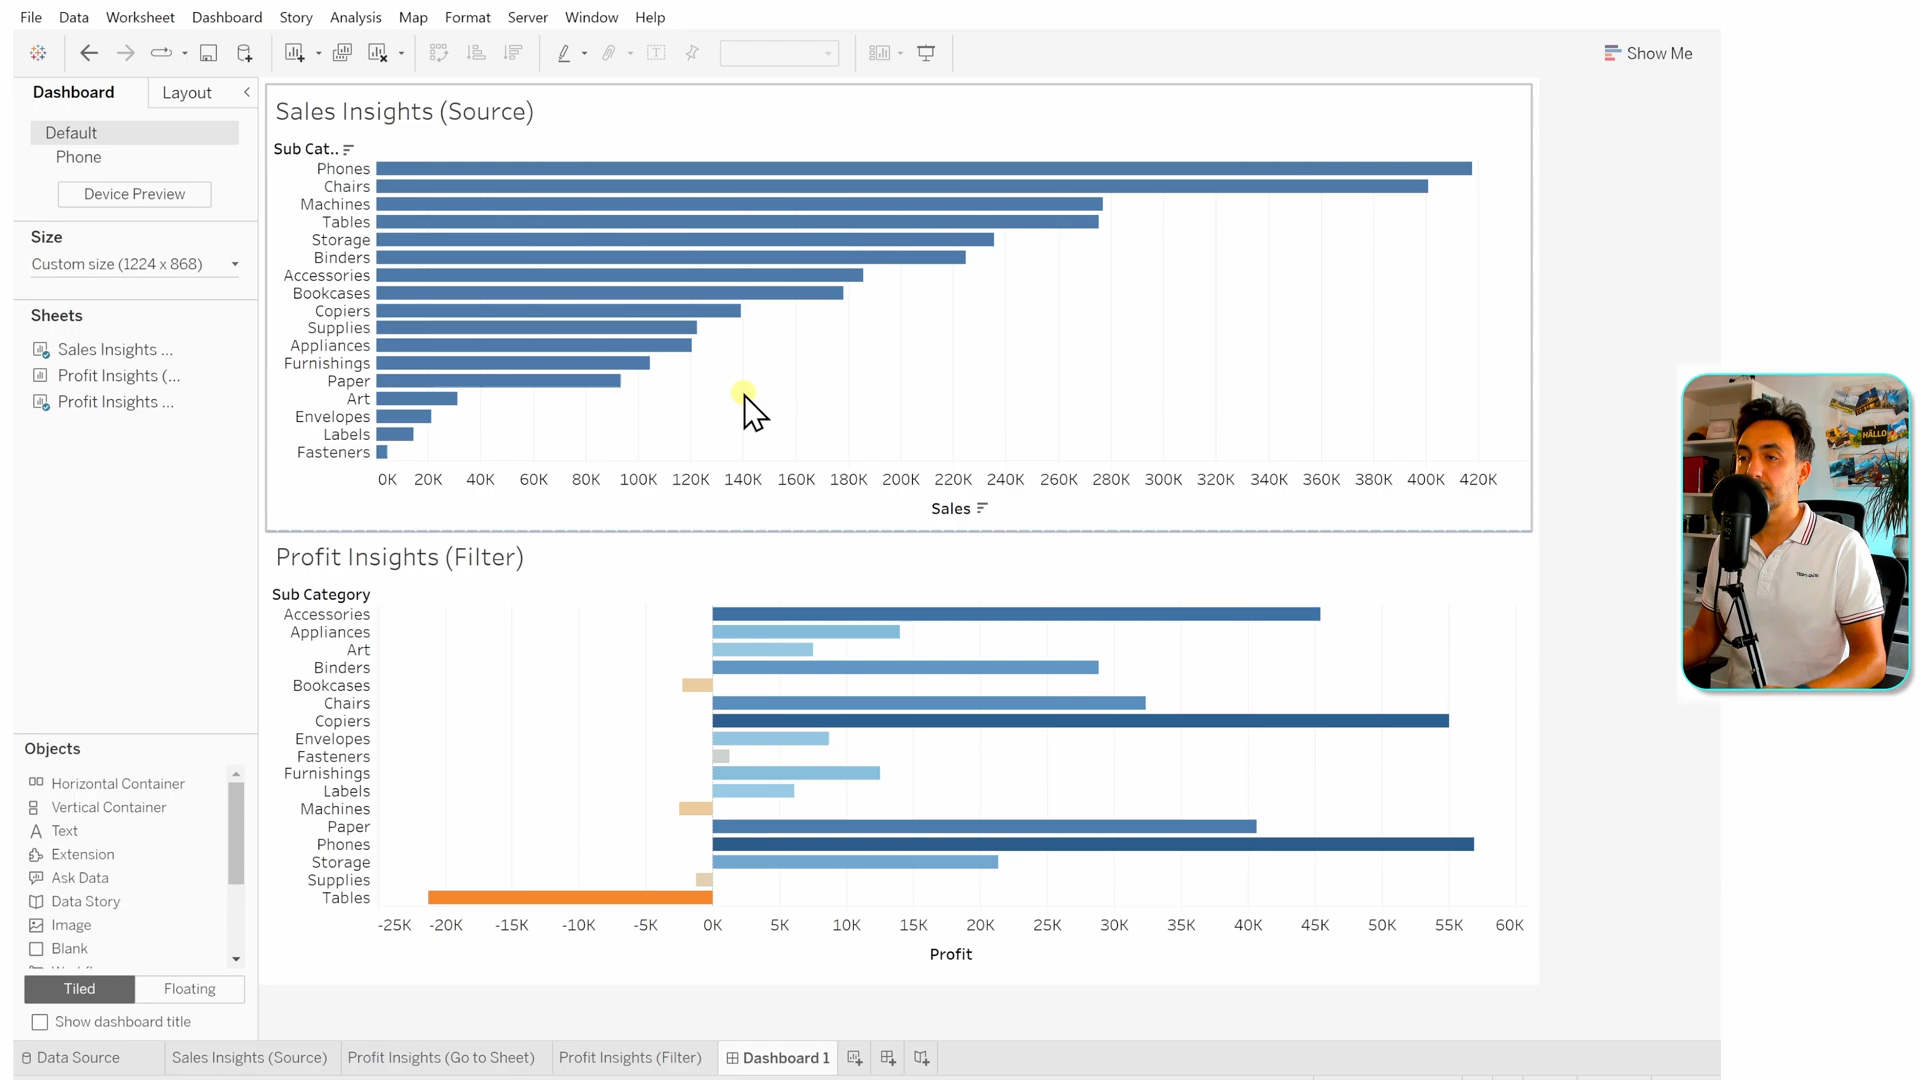 File Data Worksheet Dashboard Story Analysis Map Format Server Window Help
Show Me
Dashboard
Layout
Default
Phone
Device Preview
Size
Custom size (1224 x 868)
Sheets
Sales Insights ...
Profit Insights (...
Profit Insights ...
Objects
Horizontal Container
Vertical Container
Text
Extension
Ask Data
Data Story
Image
Blank
Tiled
Floating
Show dashboard title
Sales Insights (Source)
Sub Cat..
Phones
Chairs
Machines
Tables
Storage
Binders
Accessories
Bookcases
Copiers
Supplies
Appliances
Furnishings
Paper
Art
Envelopes
Labels
Fasteners
0K 20K 40K 60K 80K 100K 120K 140K 160K 180K 200K 220K 240K 260K 280K 300K 320K 340K 360K 380K 400K 420K
Sales
Profit Insights (Filter)
Sub Category
Accessories
Appliances
Art
Binders
Bookcases
Chairs
Copiers
Envelopes
Fasteners
Furnishings
Labels
Machines
Paper
Phones
Storage
Supplies
Tables
-25K -20K -15K -10K -5K 0K 5K 10K 15K 20K 25K 30K 35K 40K 45K 50K 55K 60K
Profit
HALLO
Data Source
Sales Insights (Source)
Profit Insights (Go to Sheet)
Profit Insights (Filter)
Dashboard 1